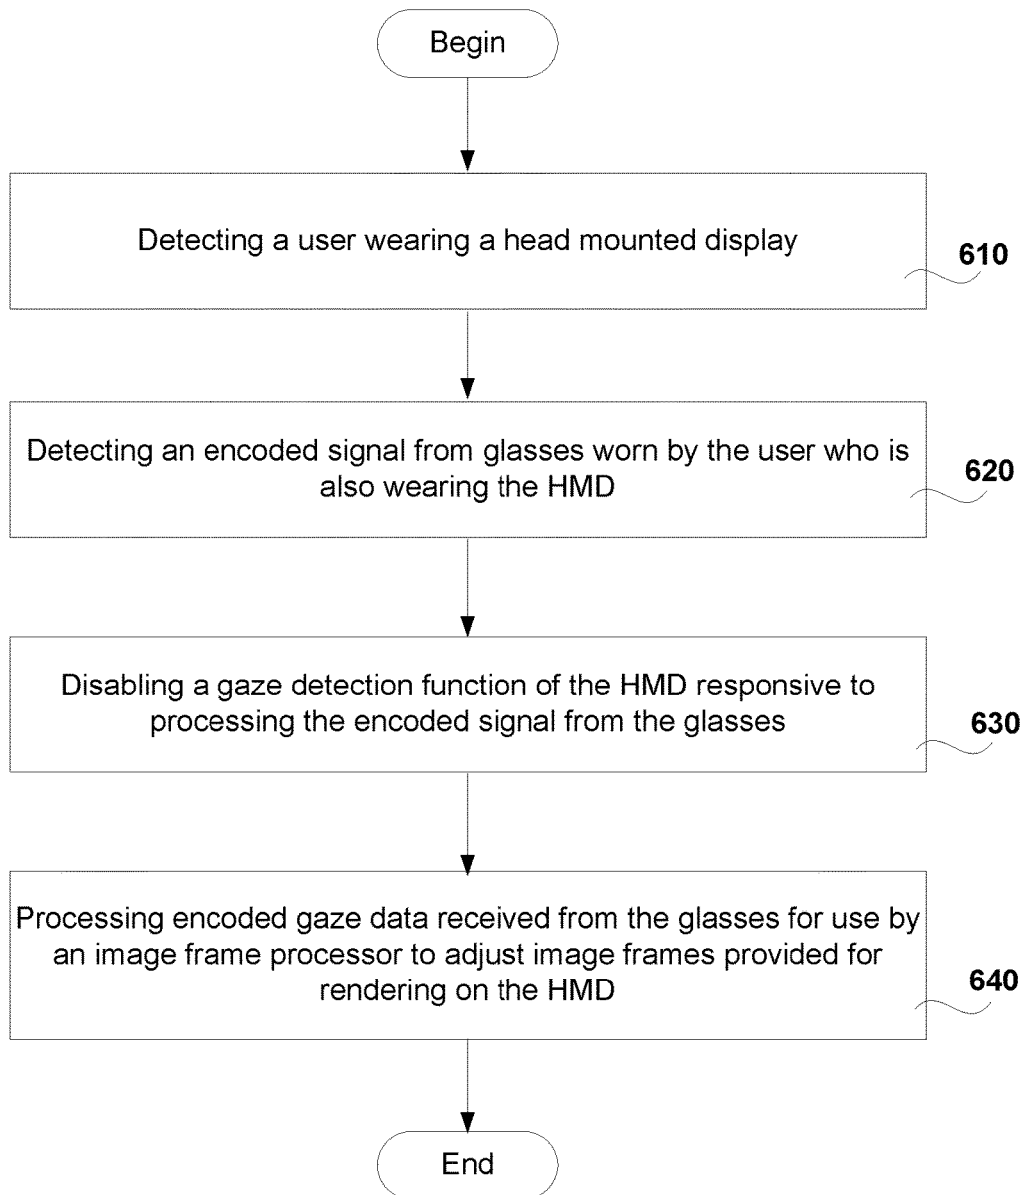 Begin
Detecting a user wearing a head mounted display
610
Detecting an encoded signal from glasses worn by the user who is
also wearing the HMD
620
Disabling a gaze detection function of the HMD responsive to
processing the encoded signal from the glasses
630
Processing encoded gaze data received from the glasses for use by
an image frame processor to adjust image frames provided for
rendering on the HMD
640
End